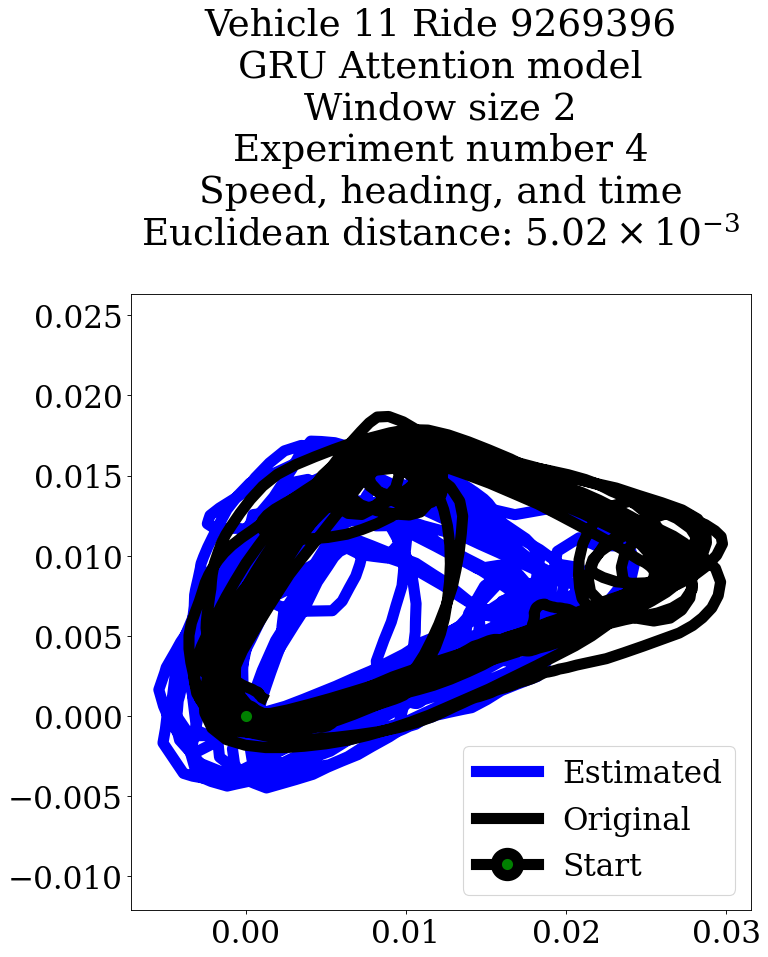 Vehicle 11 Ride 9269396
GRU Attention model
Window size 2
Experiment number 4
Speed, heading, and time
Euclidean distance: 5.02 × 10⁻³
0.025
0.020
0.015
0.010
0.005
0.000
−0.005
−0.010
0.00 0.01 0.02 0.03
Estimated
Original
Start